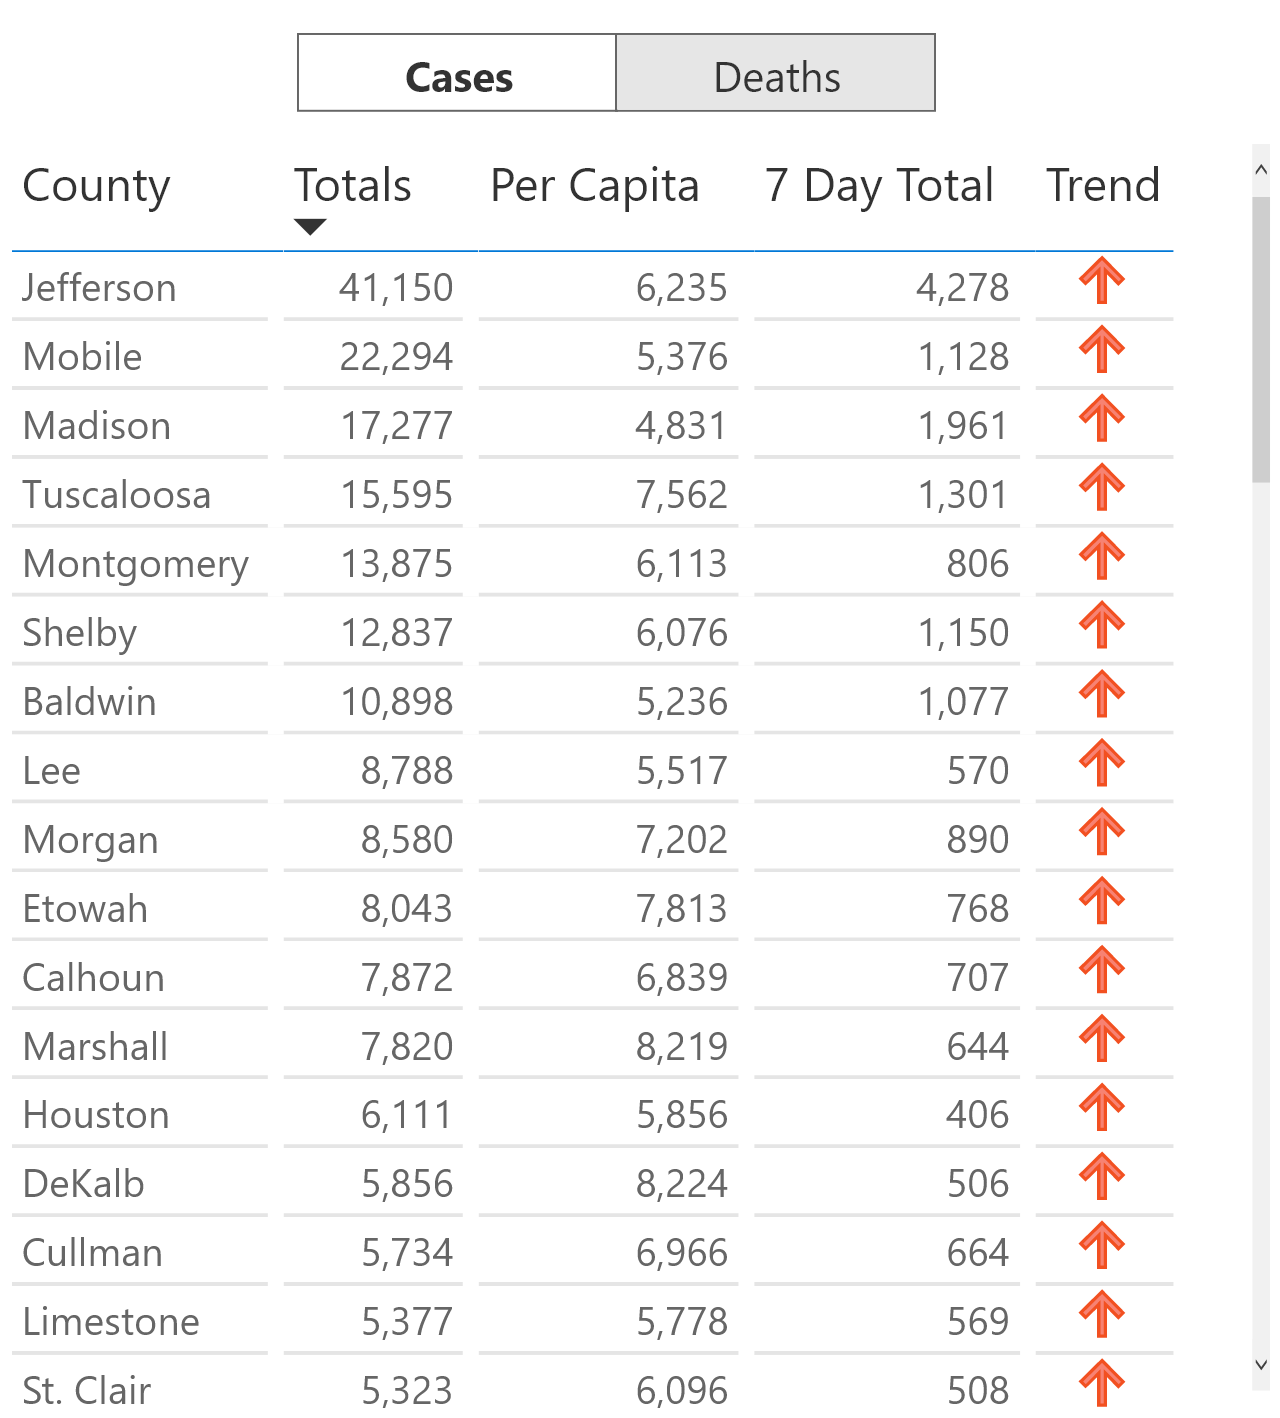 Cases Deaths
County Totals Per Capita 7 Day Total Trend
Jefferson 41,150 6,235 4,278
Mobile 22,294 5,376 1,128
Madison 17,277 4,831 1,961
Tuscaloosa 15,595 7,562 1,301
Montgomery 13,875 6,113 806
Shelby 12,837 6,076 1,150
Baldwin 10,898 5,236 1,077
Lee 8,788 5,517 570
Morgan 8,580 7,202 890
Etowah 8,043 7,813 768
Calhoun 7,872 6,839 707
Marshall 7,820 8,219 644
Houston 6,111 5,856 406
DeKalb 5,856 8,224 506
Cullman 5,734 6,966 664
Limestone 5,377 5,778 569
St. Clair 5,323 6,096 508